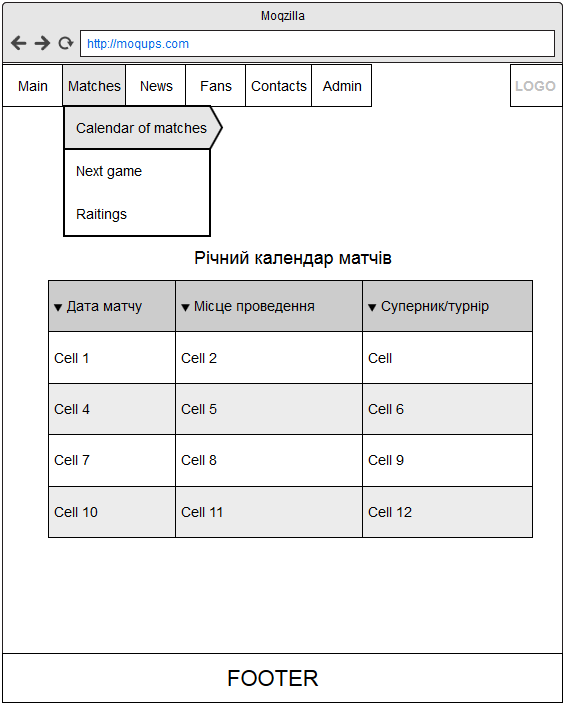 Moqzilla
http://moqups.com
Main Matches News Fans Contacts Admin LOGO
Calendar of matches
Next game
Raitings
Річний календар матчів
▼ Дата матчу ▼ Місце проведення ▼ Суперник/турнір
Cell 1 Cell 2 Cell
Cell 4 Cell 5 Cell 6
Cell 7 Cell 8 Cell 9
Cell 10 Cell 11 Cell 12
FOOTER